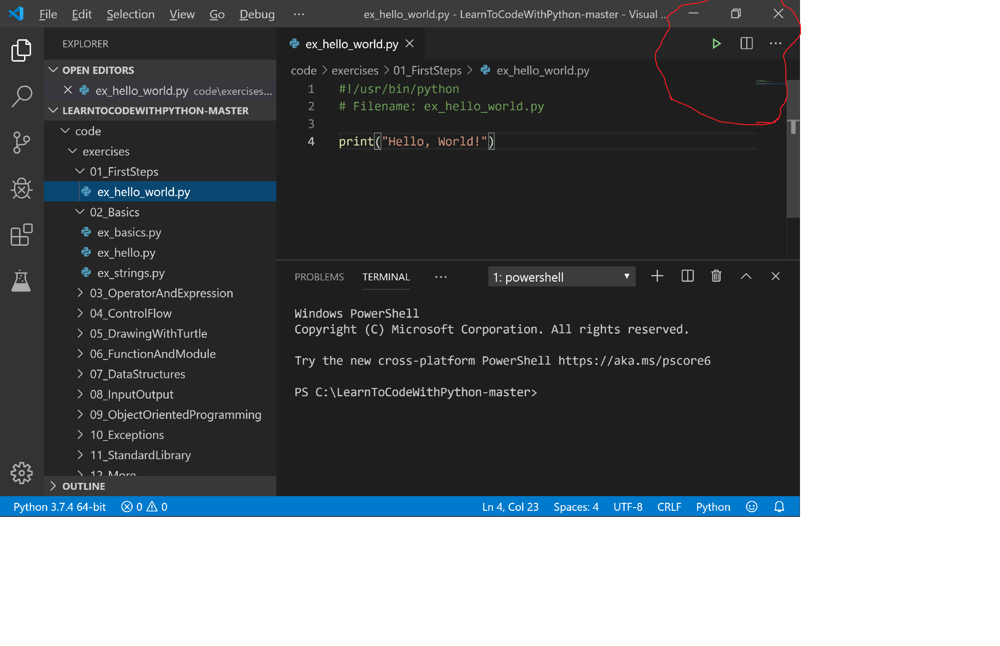 File Edit Selection View Go Debug ... ex_hello_world.py - LearnToCodeWithPython-master - Visual ...
EXPLORER
OPEN EDITORS
ex_hello_world.py code\exercises...
LEARNTOCODEWITHPYTHON-MASTER
code
exercises
01_FirstSteps
ex_hello_world.py
02_Basics
ex_basics.py
ex_hello.py
ex_strings.py
03_OperatorAndExpression
04_ControlFlow
05_DrawingWithTurtle
06_FunctionAndModule
07_DataStructures
08_InputOutput
09_ObjectOrientedProgramming
10_Exceptions
11_StandardLibrary
12_More
OUTLINE
ex_hello_world.py
code > exercises > 01_FirstSteps > ex_hello_world.py
1 #!/usr/bin/python
2 # Filename: ex_hello_world.py
3
4 print("Hello, World!")
PROBLEMS TERMINAL ... 1: powershell
Windows PowerShell
Copyright (C) Microsoft Corporation. All rights reserved.
Try the new cross-platform PowerShell https://aka.ms/pscore6
PS C:\LearnToCodeWithPython-master>
Python 3.7.4 64-bit 0 0 Ln 4, Col 23 Spaces: 4 UTF-8 CRLF Python